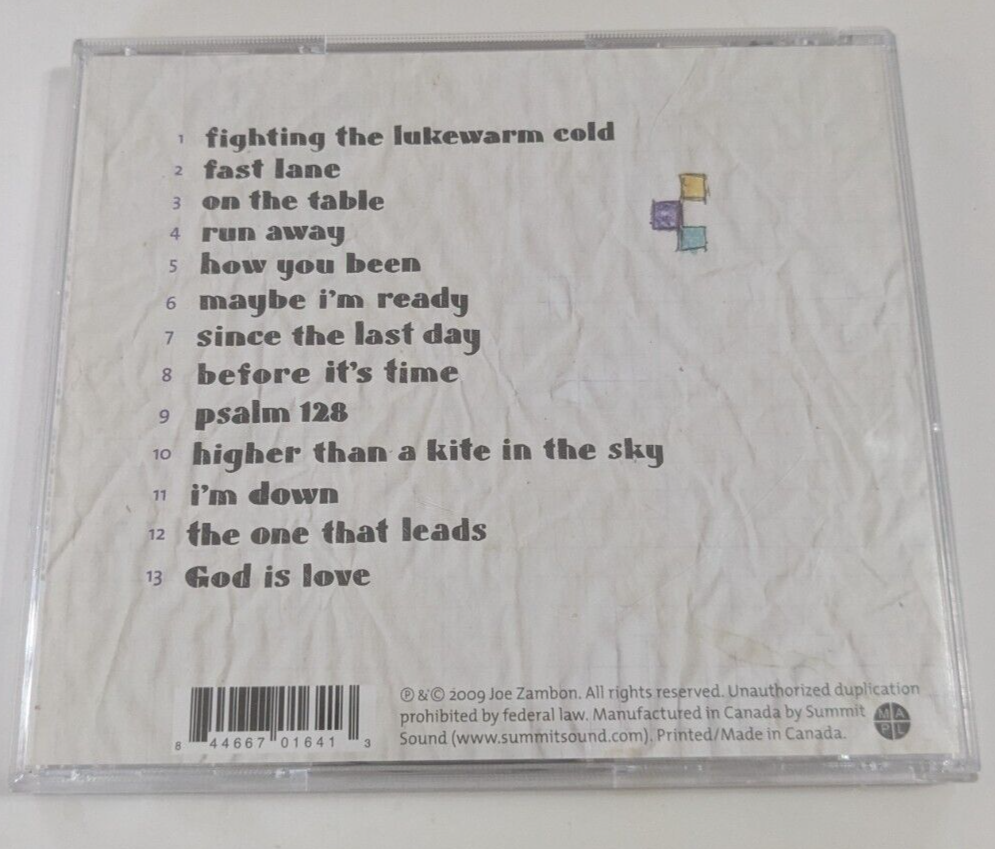 1 fighting the lukewarm cold
2 fast lane
3 on the table
4 run away
5 how you been
6 maybe i'm ready
7 since the last day
8 before it's time
9 psalm 128
10 higher than a kite in the sky
11 i'm down
12 the one that leads
13 God is love
℗ & © 2009 Joe Zambon. All rights reserved. Unauthorized duplication
prohibited by federal law. Manufactured in Canada by Summit
Sound (www.summitsound.com). Printed/Made in Canada.
M A
P L
8 44667 01641 3